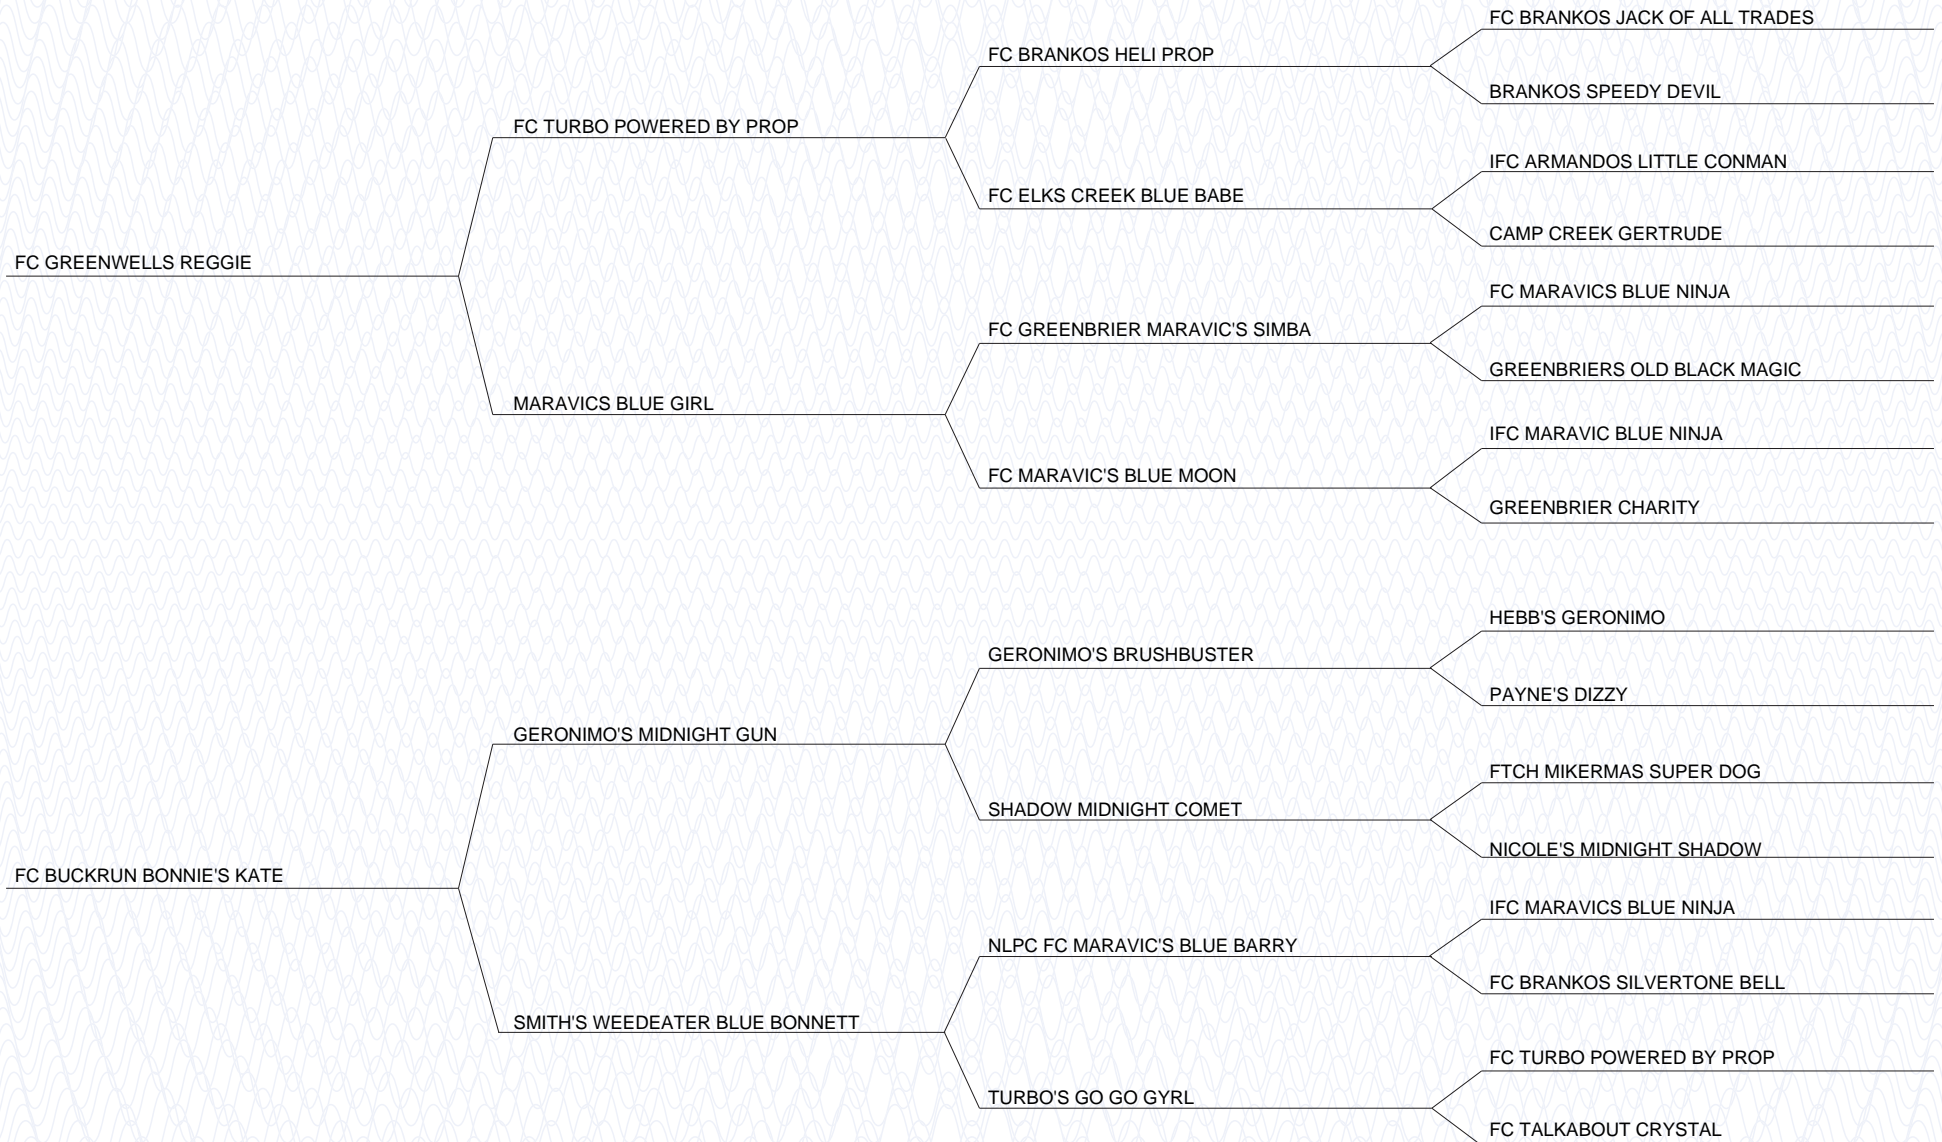 FC BRANKOS JACK OF ALL TRADES
FC BRANKOS HELI PROP
BRANKOS SPEEDY DEVIL
FC TURBO POWERED BY PROP
IFC ARMANDOS LITTLE CONMAN
FC ELKS CREEK BLUE BABE
CAMP CREEK GERTRUDE
FC GREENWELLS REGGIE
FC MARAVICS BLUE NINJA
FC GREENBRIER MARAVIC'S SIMBA
GREENBRIERS OLD BLACK MAGIC
MARAVICS BLUE GIRL
IFC MARAVIC BLUE NINJA
FC MARAVIC'S BLUE MOON
GREENBRIER CHARITY
HEBB'S GERONIMO
GERONIMO'S BRUSHBUSTER
PAYNE'S DIZZY
GERONIMO'S MIDNIGHT GUN
FTCH MIKERMAS SUPER DOG
SHADOW MIDNIGHT COMET
NICOLE'S MIDNIGHT SHADOW
FC BUCKRUN BONNIE'S KATE
IFC MARAVICS BLUE NINJA
NLPC FC MARAVIC'S BLUE BARRY
FC BRANKOS SILVERTONE BELL
SMITH'S WEEDEATER BLUE BONNETT
FC TURBO POWERED BY PROP
TURBO'S GO GO GYRL
FC TALKABOUT CRYSTAL